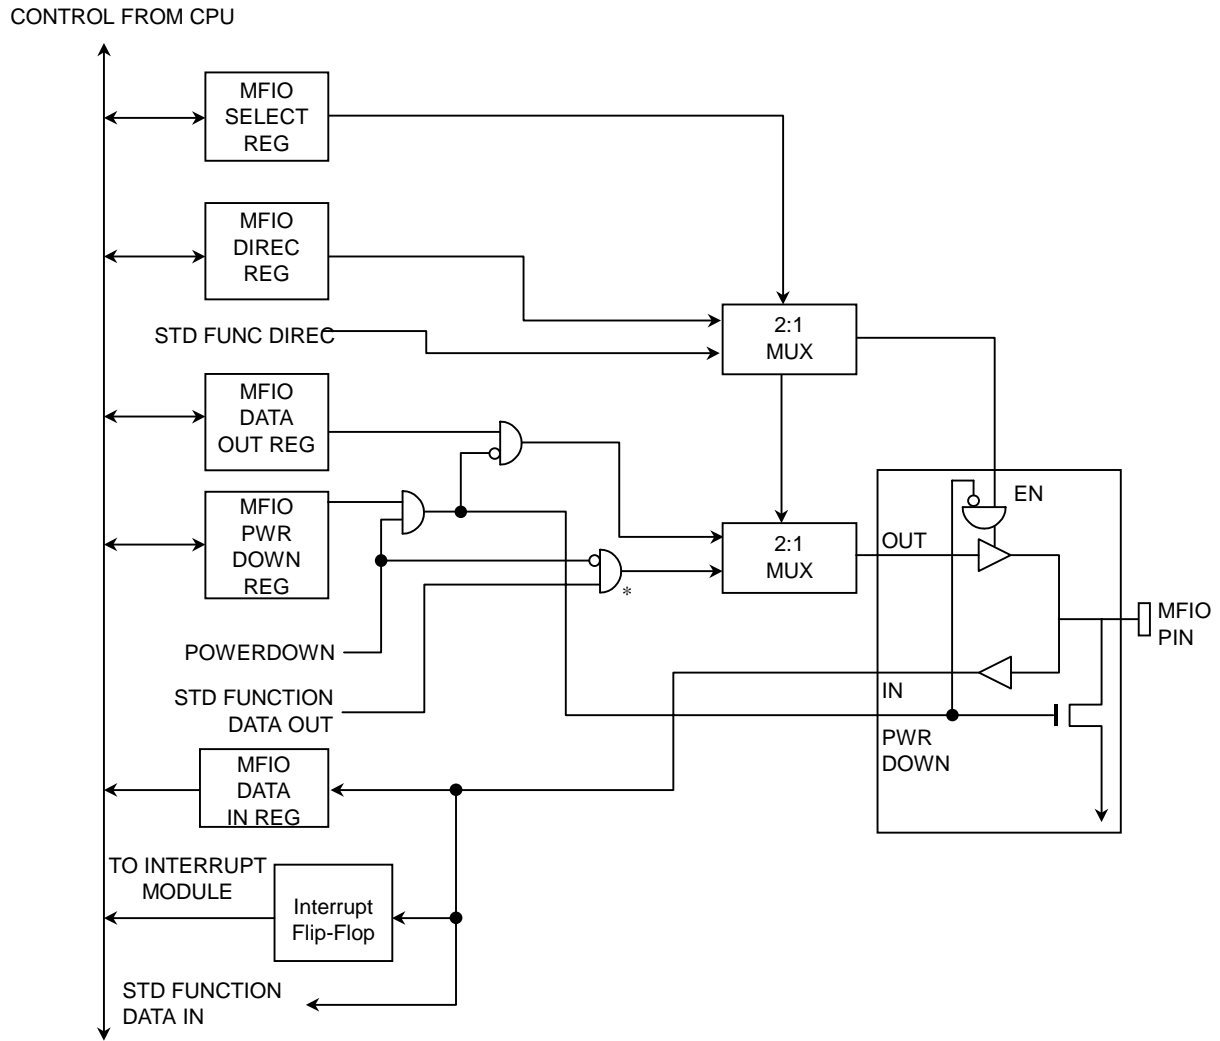 CONTROL FROM CPU
MFIO
SELECT
REG
MFIO
DIREC
REG
STD FUNC DIREC
2:1
MUX
MFIO
DATA
OUT REG
MFIO
PWR
DOWN
REG
EN
OUT
2:1
MUX
*
MFIO
PIN
POWERDOWN
IN
STD FUNCTION
DATA OUT
PWR
DOWN
MFIO
DATA
IN REG
TO INTERRUPT
MODULE
Interrupt
Flip-Flop
STD FUNCTION
DATA IN